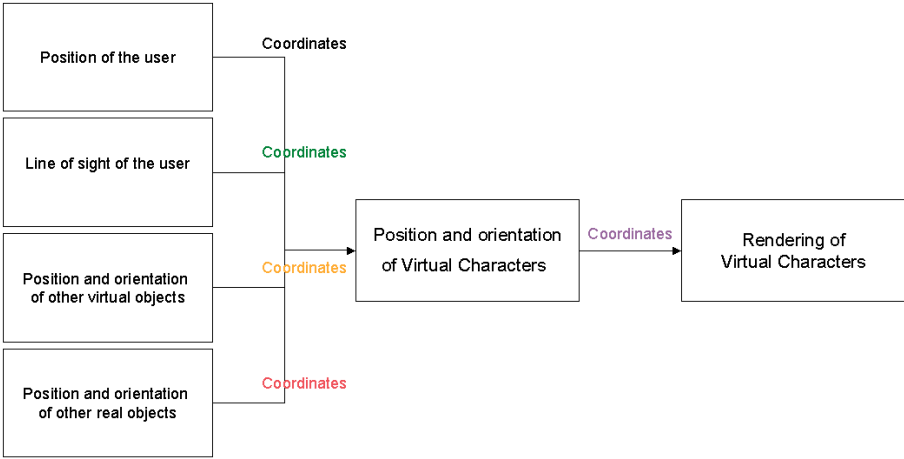 Position of the user
Coordinates
Line of sight of the user
Coordinates
Position and orientation
of other virtual objects
Coordinates
Position and orientation
of other real objects
Coordinates
Position and orientation
of Virtual Characters
Coordinates
Rendering of
Virtual Characters